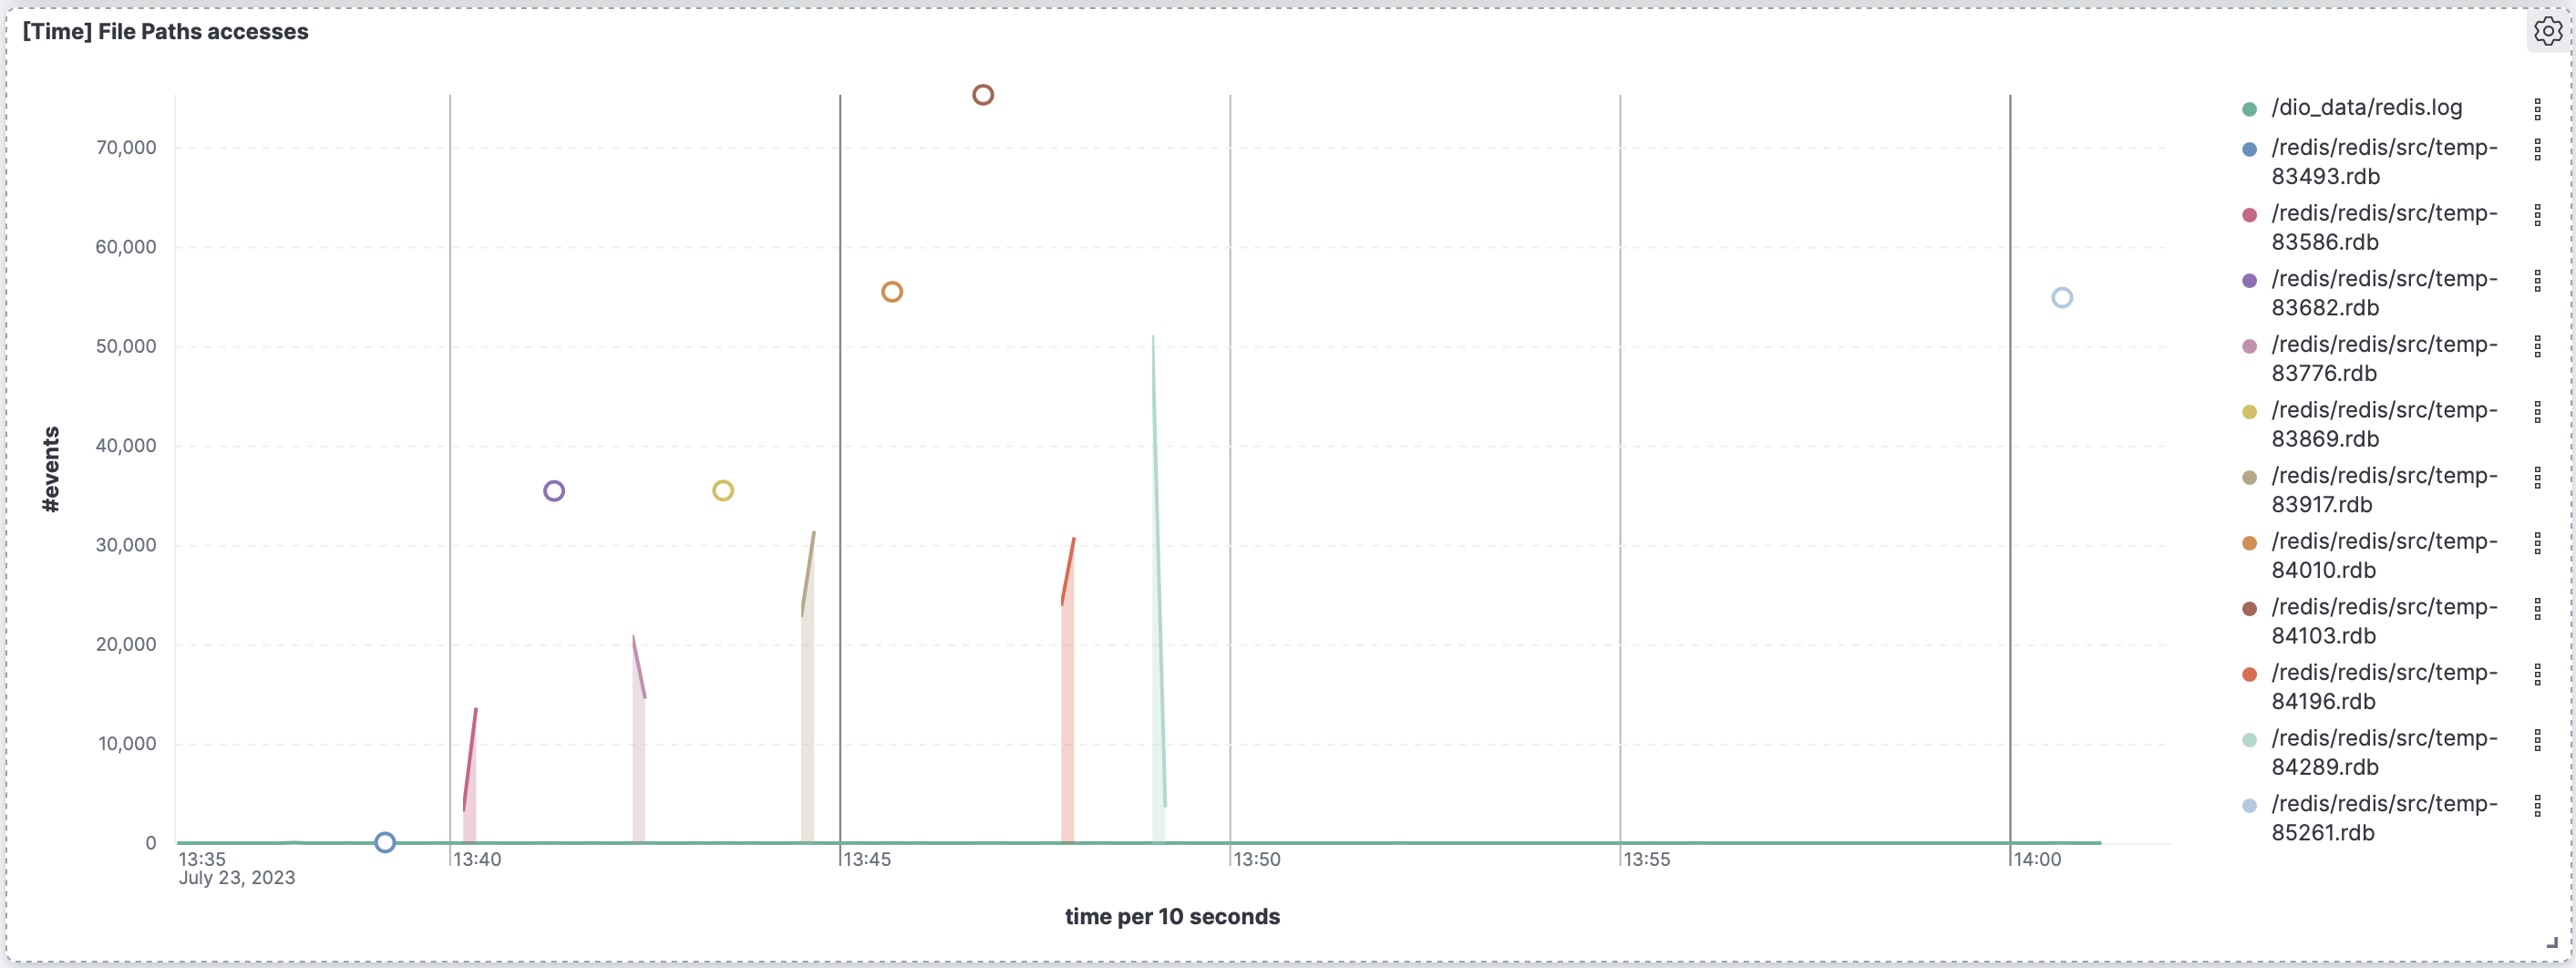 [Time] File Paths accesses
70,000
60,000
50,000
40,000
30,000
20,000
10,000
0
#events
13:35
July 23, 2023
13:40
13:45
13:50
13:55
14:00
time per 10 seconds
/dio_data/redis.log
/redis/redis/src/temp-
83493.rdb
/redis/redis/src/temp-
83586.rdb
/redis/redis/src/temp-
83682.rdb
/redis/redis/src/temp-
83776.rdb
/redis/redis/src/temp-
83869.rdb
/redis/redis/src/temp-
83917.rdb
/redis/redis/src/temp-
84010.rdb
/redis/redis/src/temp-
84103.rdb
/redis/redis/src/temp-
84196.rdb
/redis/redis/src/temp-
84289.rdb
/redis/redis/src/temp-
85261.rdb